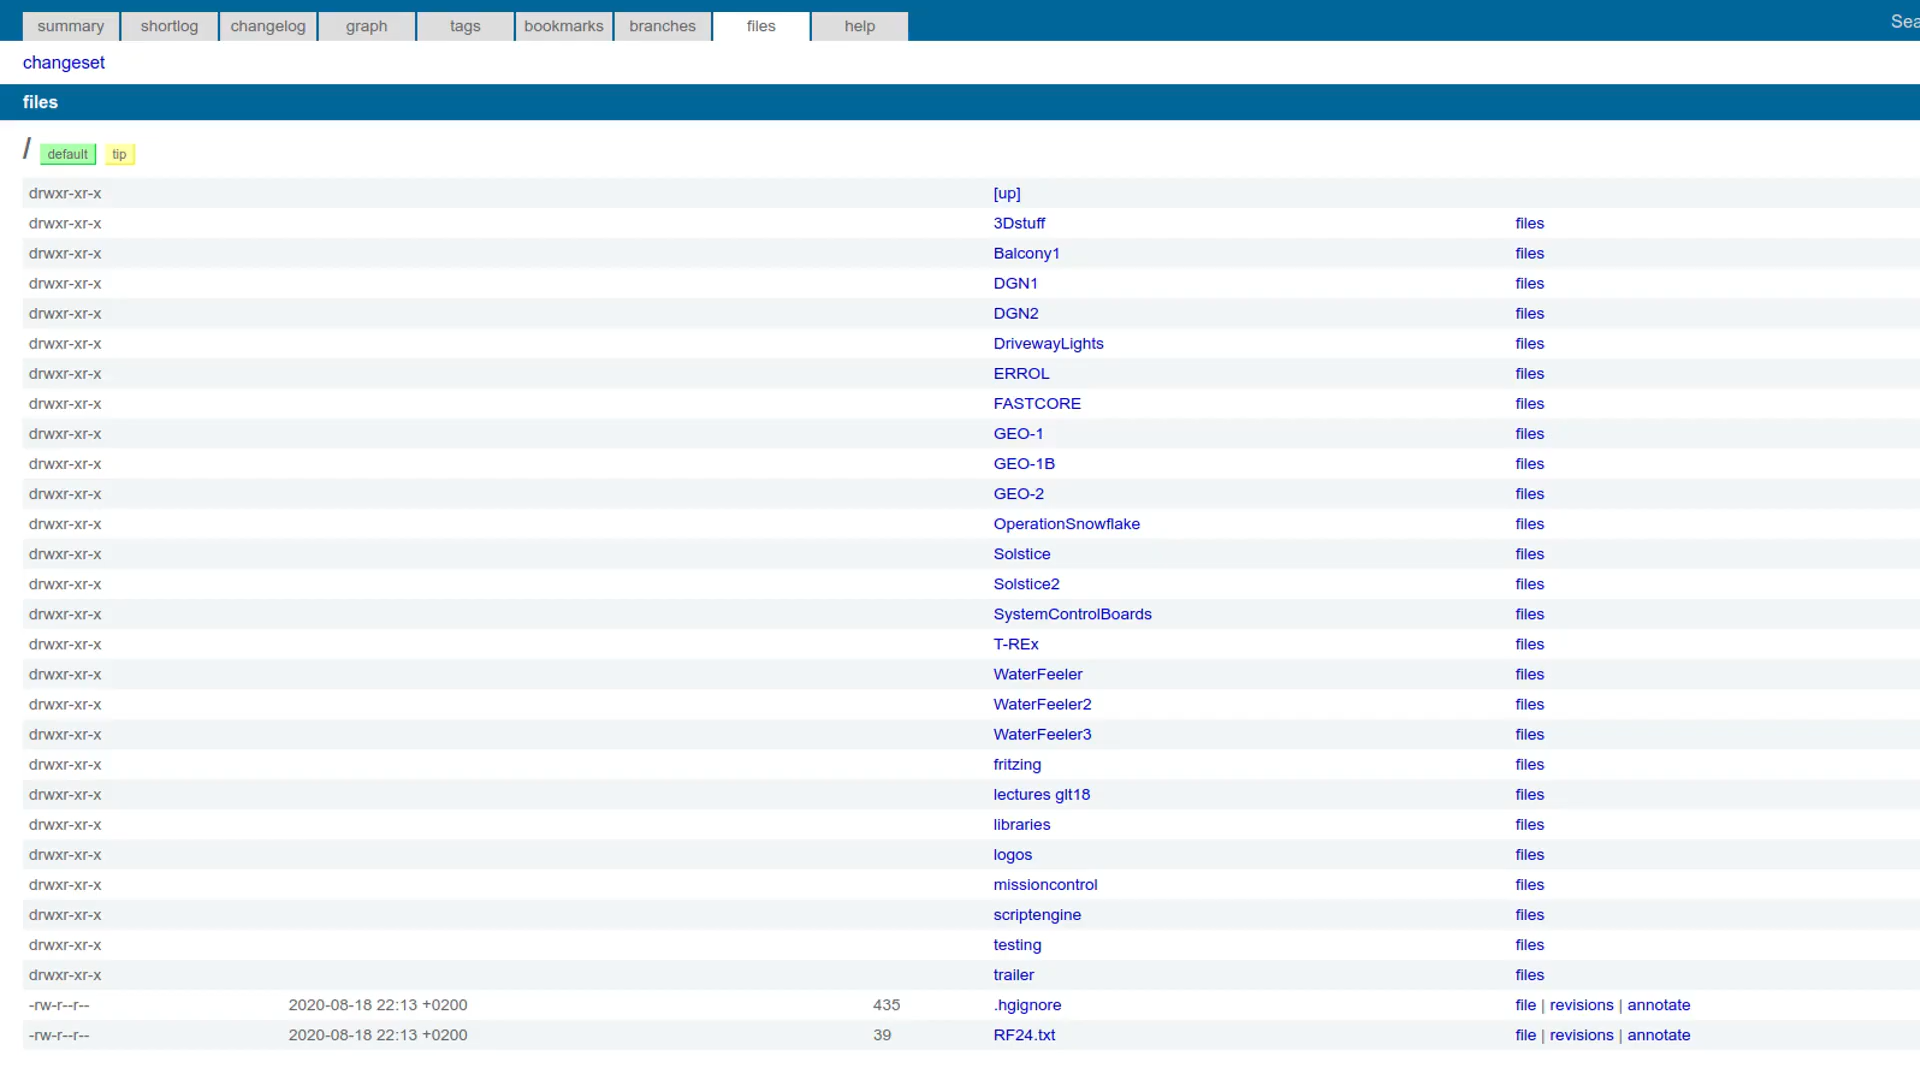 summary shortlog changelog graph tags bookmarks branches files help
changeset
files
/ default tip
drwxr-xr-x [up]
drwxr-xr-x 3Dstuff files
drwxr-xr-x Balcony1 files
drwxr-xr-x DGN1 files
drwxr-xr-x DGN2 files
drwxr-xr-x DrivewayLights files
drwxr-xr-x ERROL files
drwxr-xr-x FASTCORE files
drwxr-xr-x GEO-1 files
drwxr-xr-x GEO-1B files
drwxr-xr-x GEO-2 files
drwxr-xr-x OperationSnowflake files
drwxr-xr-x Solstice files
drwxr-xr-x Solstice2 files
drwxr-xr-x SystemControlBoards files
drwxr-xr-x T-REx files
drwxr-xr-x WaterFeeler files
drwxr-xr-x WaterFeeler2 files
drwxr-xr-x WaterFeeler3 files
drwxr-xr-x fritzing files
drwxr-xr-x lectures glt18 files
drwxr-xr-x libraries files
drwxr-xr-x logos files
drwxr-xr-x missioncontrol files
drwxr-xr-x scriptengine files
drwxr-xr-x testing files
drwxr-xr-x trailer files
-rw-r--r-- 2020-08-18 22:13 +0200 435 .hgignore file | revisions | annotate
-rw-r--r-- 2020-08-18 22:13 +0200 39 RF24.txt file | revisions | annotate